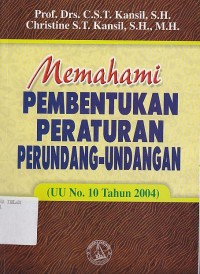 Prof. Drs. C.S.T. Kansil, S.H.
Christine S.T. Kansil, S.H., M.H.
Memahami
PEMBENTUKAN
PERATURAN
PERUNDANG-UNDANGAN
(UU No. 10 Tahun 2004)